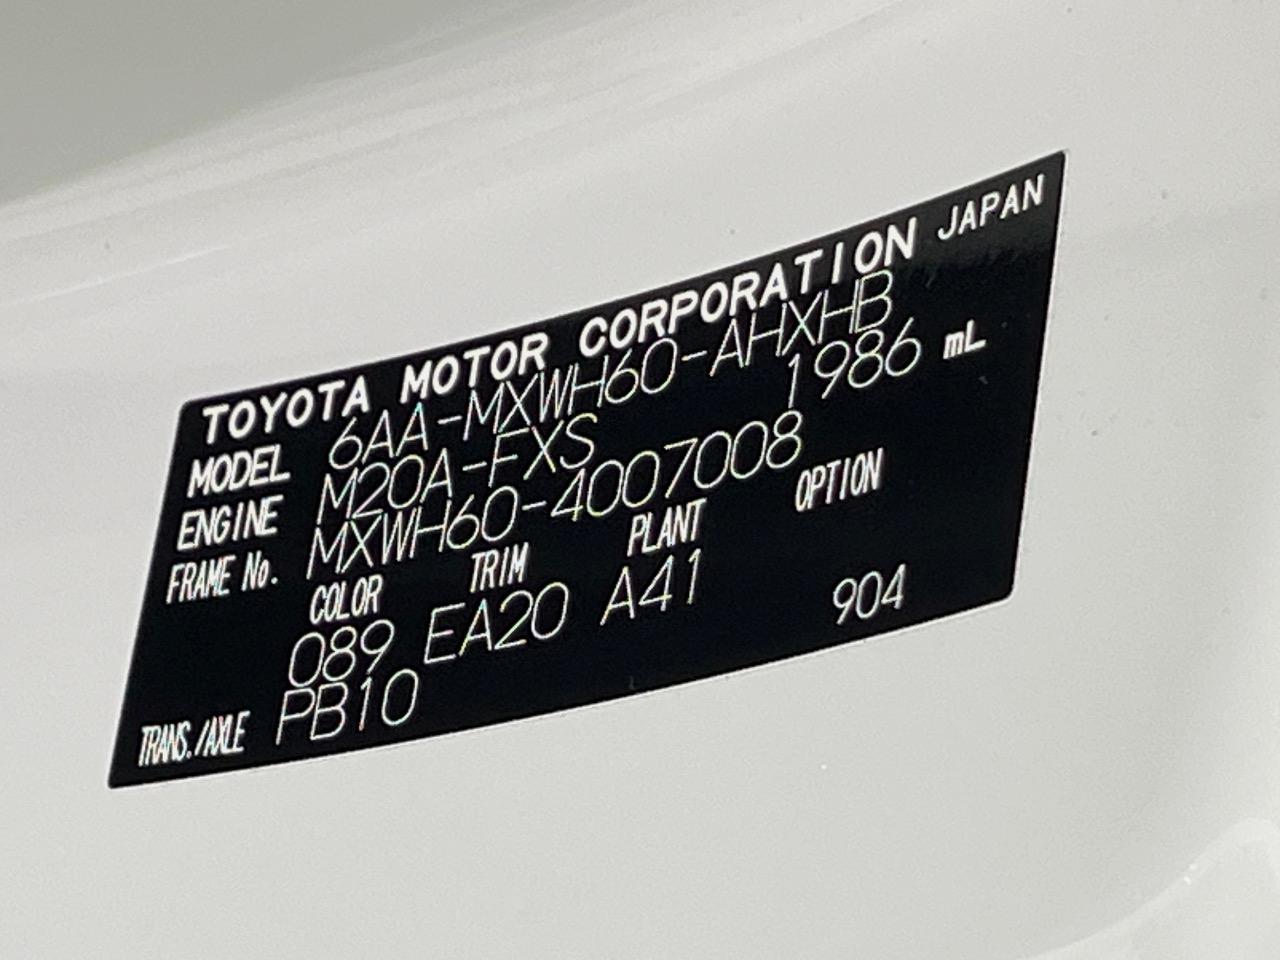 TOYOTA MOTOR CORPORATION JAPAN
MODEL 6AA-MXWH60-AHXHB
ENGINE M20A-FXS 1986 mL
FRAME No. MXWH60-4007008
COLOR TRIM PLANT OPTION
089 EA20 A41 904
TRANS./AXLE PB10